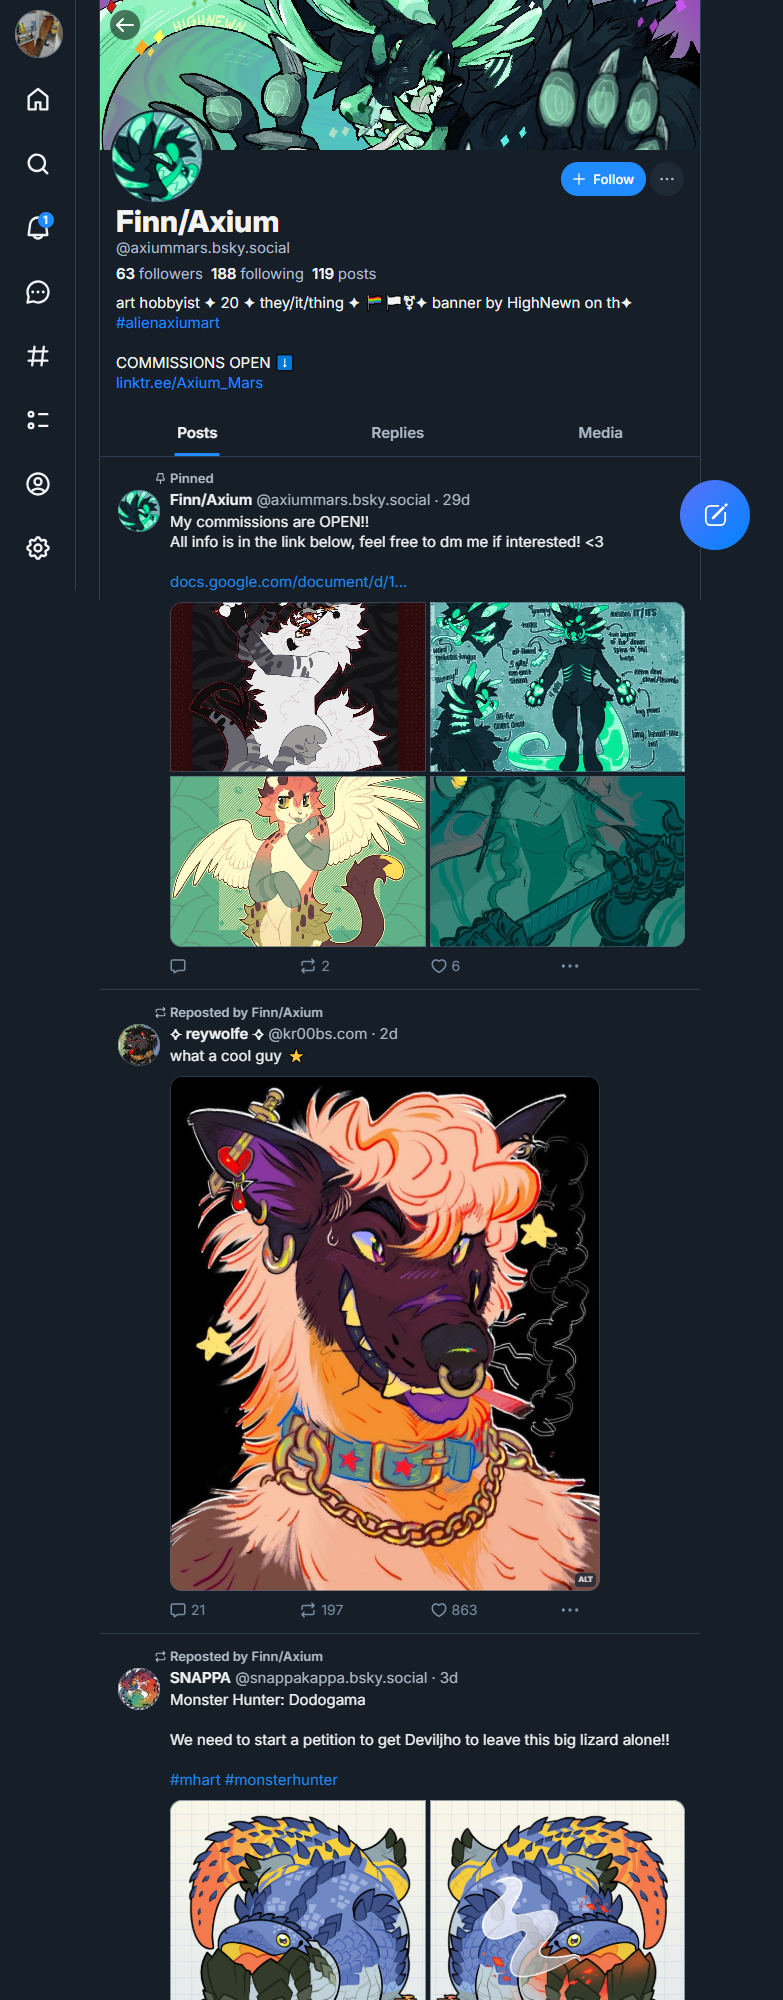 HIGHNEWN
1
+ Follow
Finn/Axium
@axiummars.bsky.social
63 followers 188 following 119 posts
art hobbyist ✦ 20 ✦ they/it/thing ✦ 🏳️‍🌈 🏳️‍⚧️✦ banner by HighNewn on th✦
#alienaxiumart
COMMISSIONS OPEN ⬇️
linktr.ee/Axium_Mars
Posts Replies Media
Pinned
Finn/Axium @axiummars.bsky.social · 29d
My commissions are OPEN!!
All info is in the link below, feel free to dm me if interested! <3
docs.google.com/document/d/1...
2 6
Reposted by Finn/Axium
⟡ reywolfe ⟡ @kr00bs.com · 2d
what a cool guy ⭐
ALT
21 197 863
Reposted by Finn/Axium
SNAPPA @snappakappa.bsky.social · 3d
Monster Hunter: Dodogama
We need to start a petition to get Deviljho to leave this big lizard alone!!
#mhart #monsterhunter